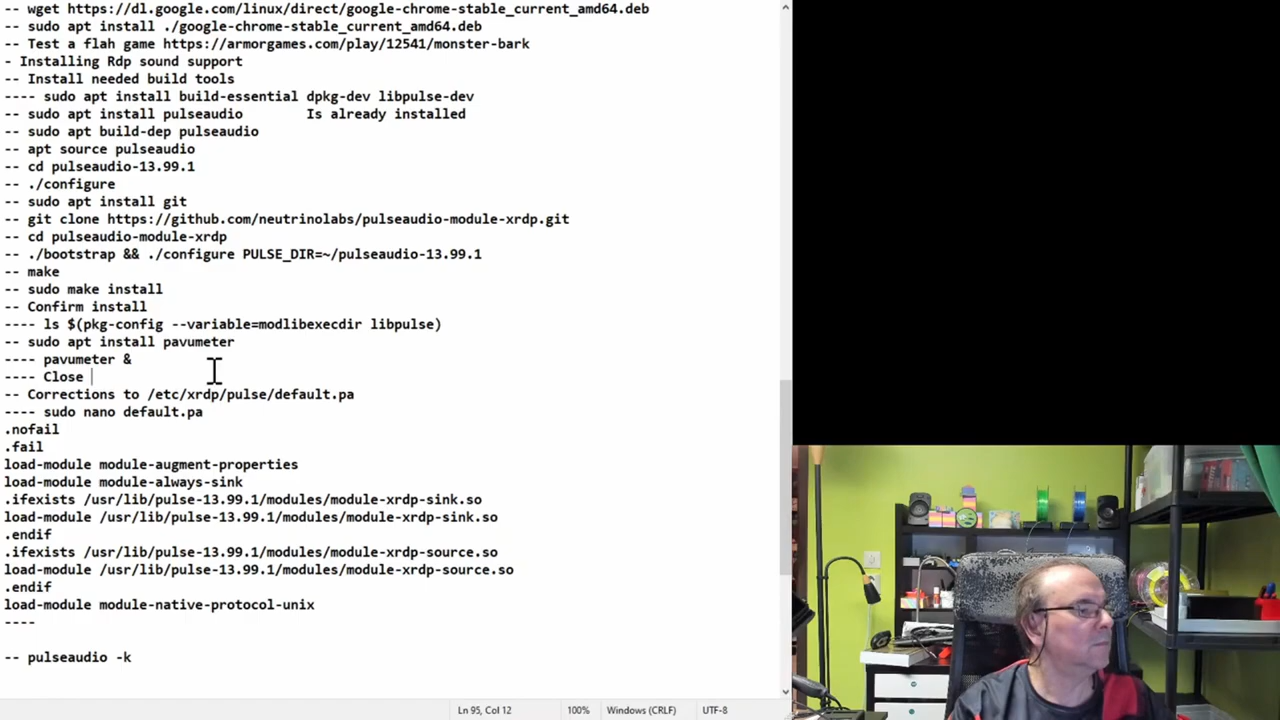 -- wget https://dl.google.com/linux/direct/google-chrome-stable_current_amd64.deb
-- sudo apt install ./google-chrome-stable_current_amd64.deb
-- Test a flah game https://armorgames.com/play/12541/monster-bark
- Installing Rdp sound support
-- Install needed build tools
---- sudo apt install build-essential dpkg-dev libpulse-dev
-- sudo apt install pulseaudio        Is already installed
-- sudo apt build-dep pulseaudio
-- apt source pulseaudio
-- cd pulseaudio-13.99.1
-- ./configure
-- sudo apt install git
-- git clone https://github.com/neutrinolabs/pulseaudio-module-xrdp.git
-- cd pulseaudio-module-xrdp
-- ./bootstrap && ./configure PULSE_DIR=~/pulseaudio-13.99.1
-- make
-- sudo make install
-- Confirm install
---- ls $(pkg-config --variable=modlibexecdir libpulse)
-- sudo apt install pavumeter
---- pavumeter &
---- Close
-- Corrections to /etc/xrdp/pulse/default.pa
---- sudo nano default.pa
.nofail
.fail
load-module module-augment-properties
load-module module-always-sink
.ifexists /usr/lib/pulse-13.99.1/modules/module-xrdp-sink.so
load-module /usr/lib/pulse-13.99.1/modules/module-xrdp-sink.so
.endif
.ifexists /usr/lib/pulse-13.99.1/modules/module-xrdp-source.so
load-module /usr/lib/pulse-13.99.1/modules/module-xrdp-source.so
.endif
load-module module-native-protocol-unix
----
-- pulseaudio -k
Ln 95, Col 12    100%    Windows (CRLF)    UTF-8